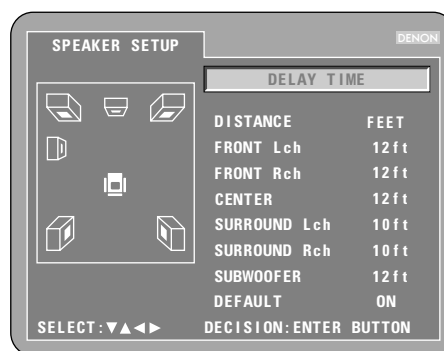 SPEAKER SETUP
DENON
DELAY TIME
DISTANCE FEET
FRONT Lch 12ft
FRONT Rch 12ft
CENTER 12ft
SURROUND Lch 10ft
SURROUND Rch 10ft
SUBWOOFER 12ft
DEFAULT ON
SELECT:▼▲◄► DECISION:ENTER BUTTON